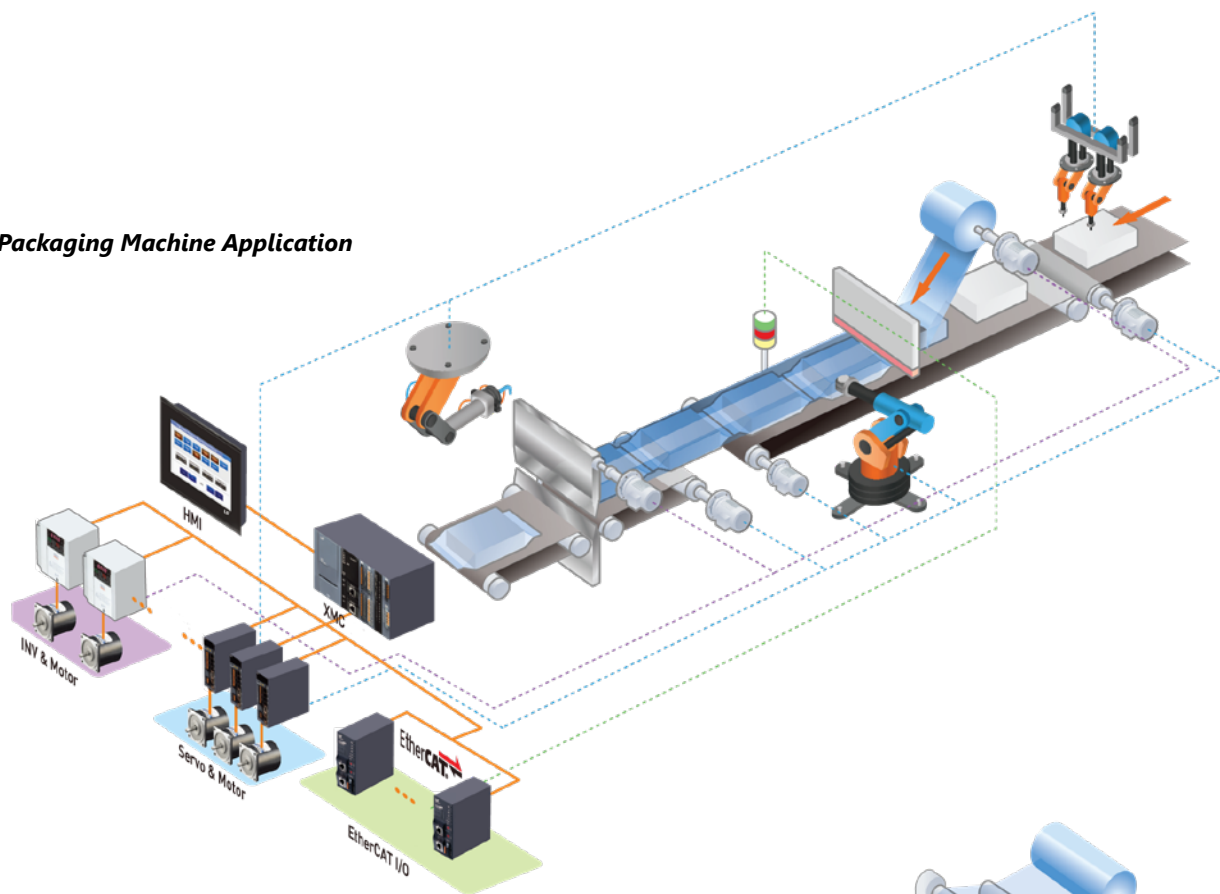 Packaging Machine Application
HMI
XMC
INV & Motor
Servo & Motor
EtherCAT
EtherCAT I/O